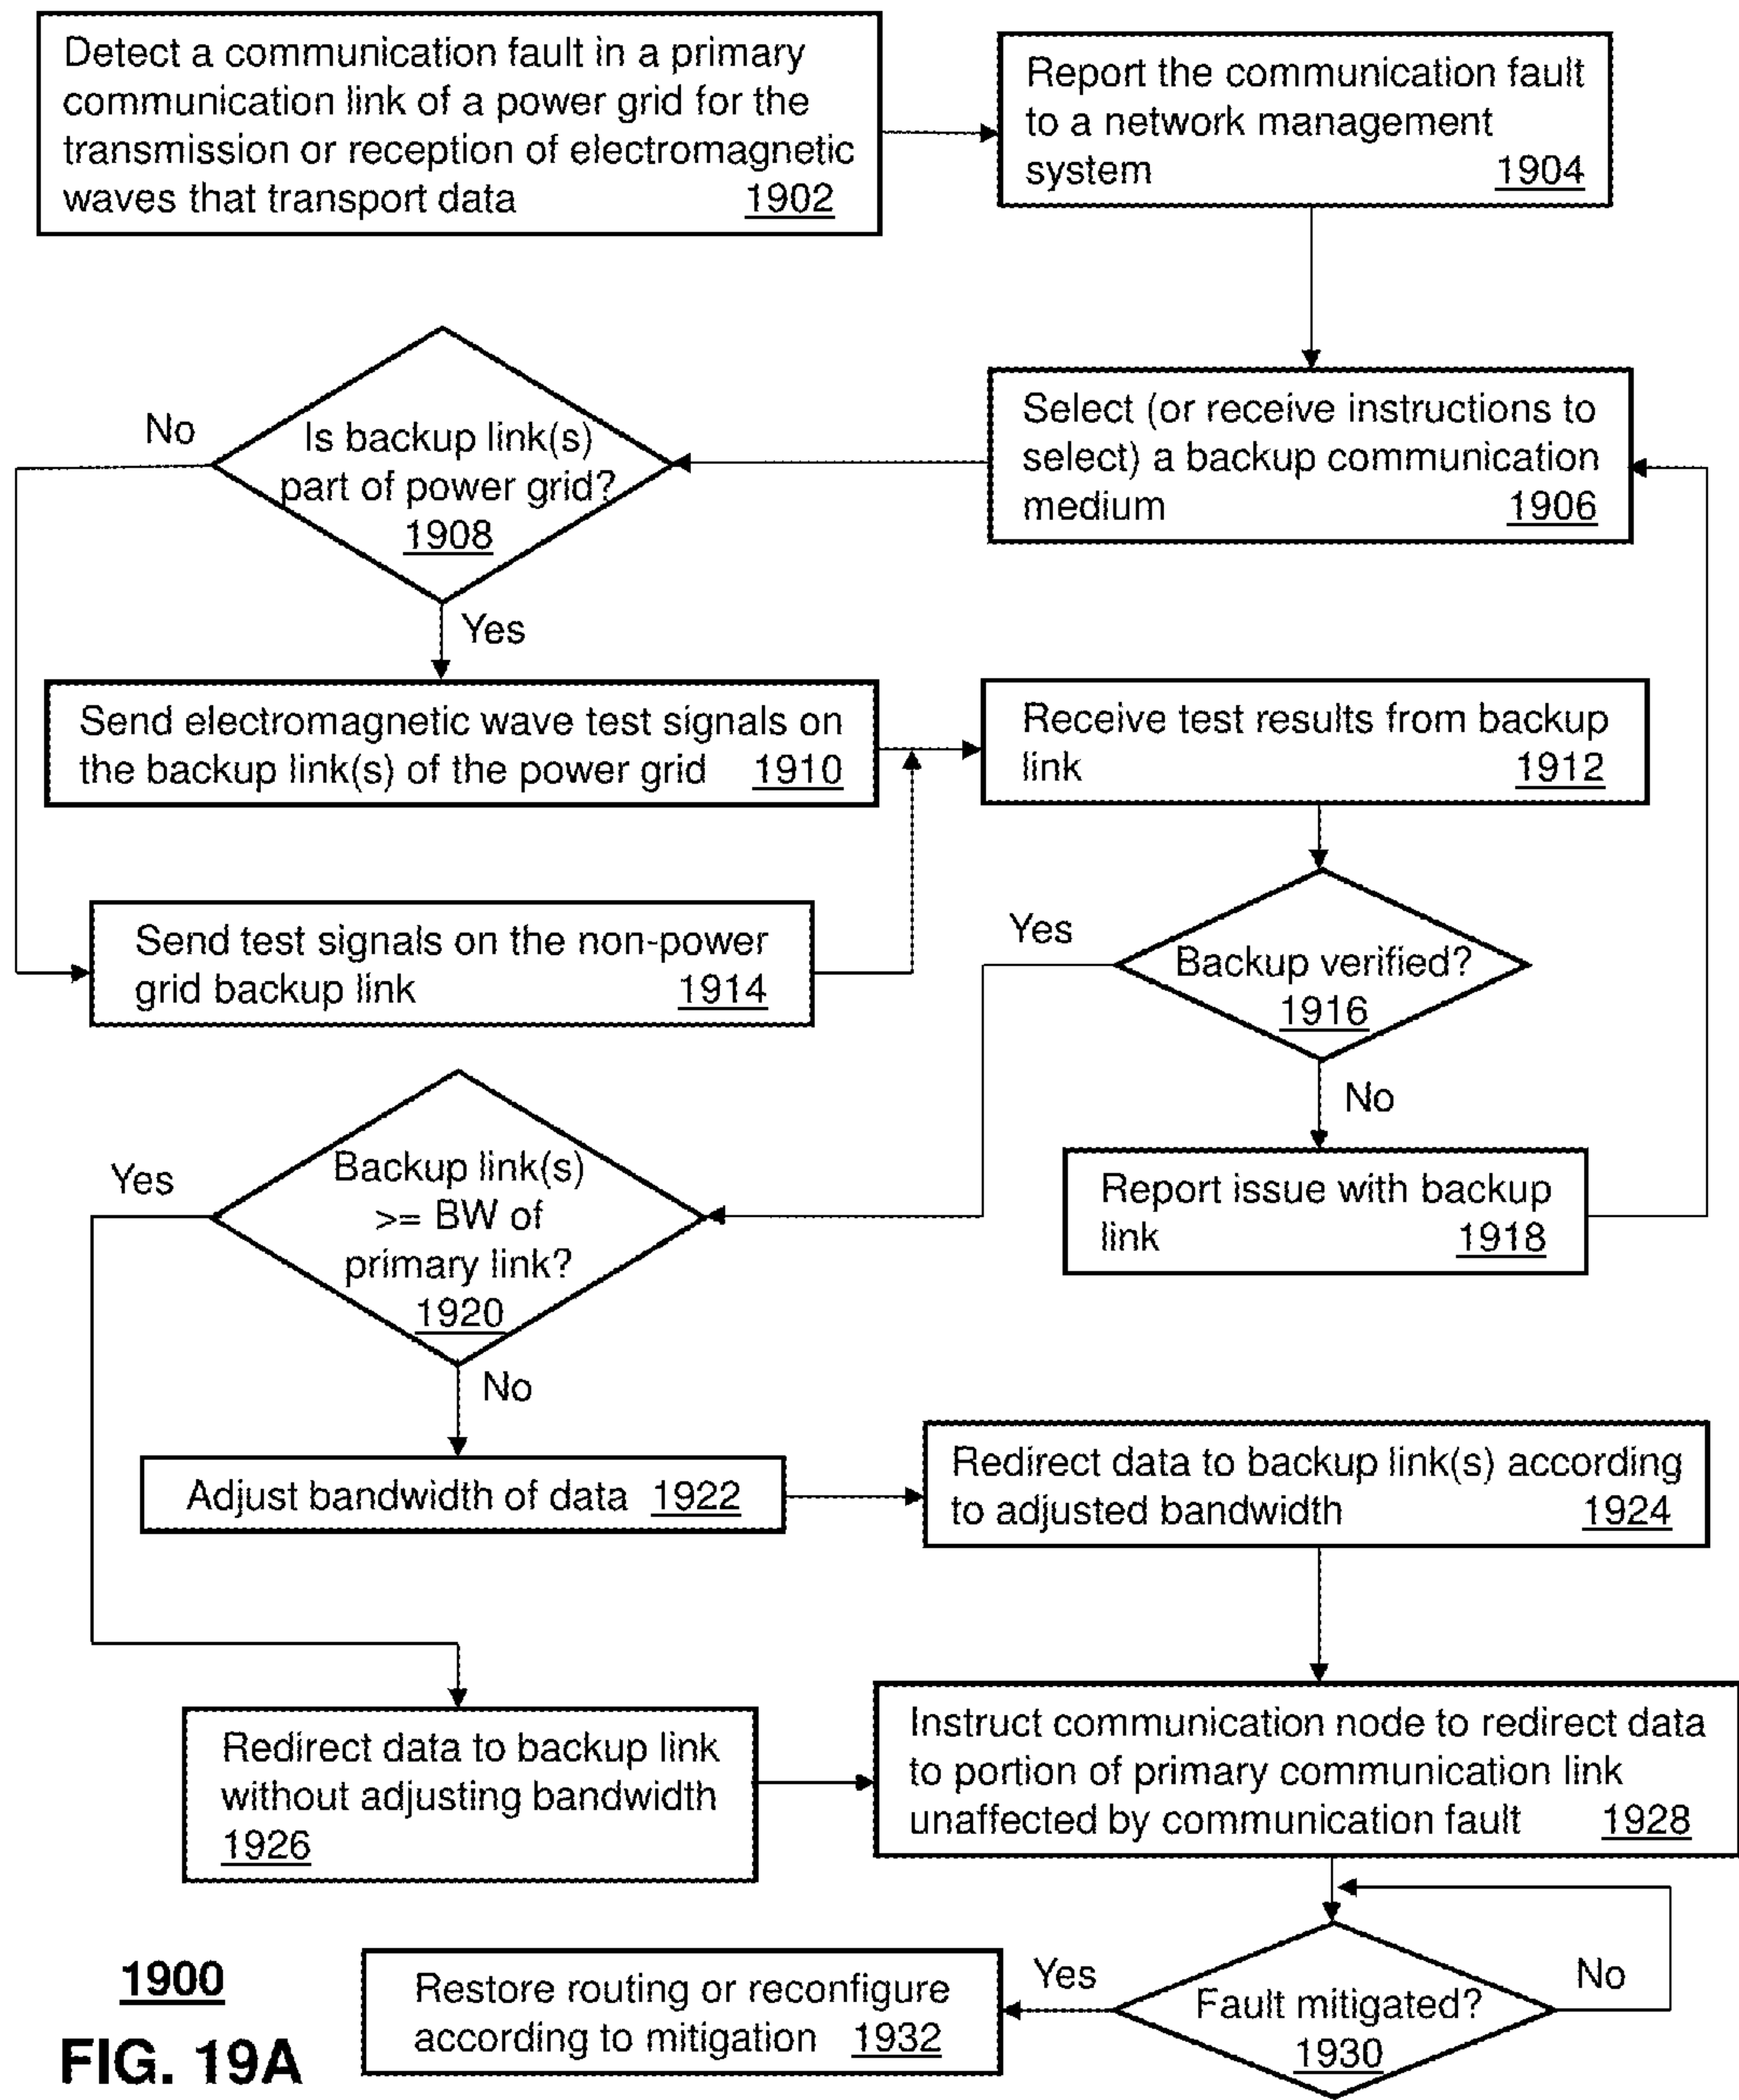 Detect a communication fault in a primary
communication link of a power grid for the
transmission or reception of electromagnetic
waves that transport data 1902
Report the communication fault
to a network management
system 1904
Select (or receive instructions to
select) a backup communication
medium 1906
No
Is backup link(s)
part of power grid?
1908
Yes
Send electromagnetic wave test signals on
the backup link(s) of the power grid 1910
Receive test results from backup
link 1912
Send test signals on the non-power
grid backup link 1914
Yes
Backup verified?
1916
No
Report issue with backup
link 1918
Yes
Backup link(s)
>= BW of
primary link?
1920
No
Adjust bandwidth of data 1922
Redirect data to backup link(s) according
to adjusted bandwidth 1924
Redirect data to backup link
without adjusting bandwidth
1926
Instruct communication node to redirect data
to portion of primary communication link
unaffected by communication fault 1928
Yes
Fault mitigated?
1930
No
Restore routing or reconfigure
according to mitigation 1932
1900
FIG. 19A